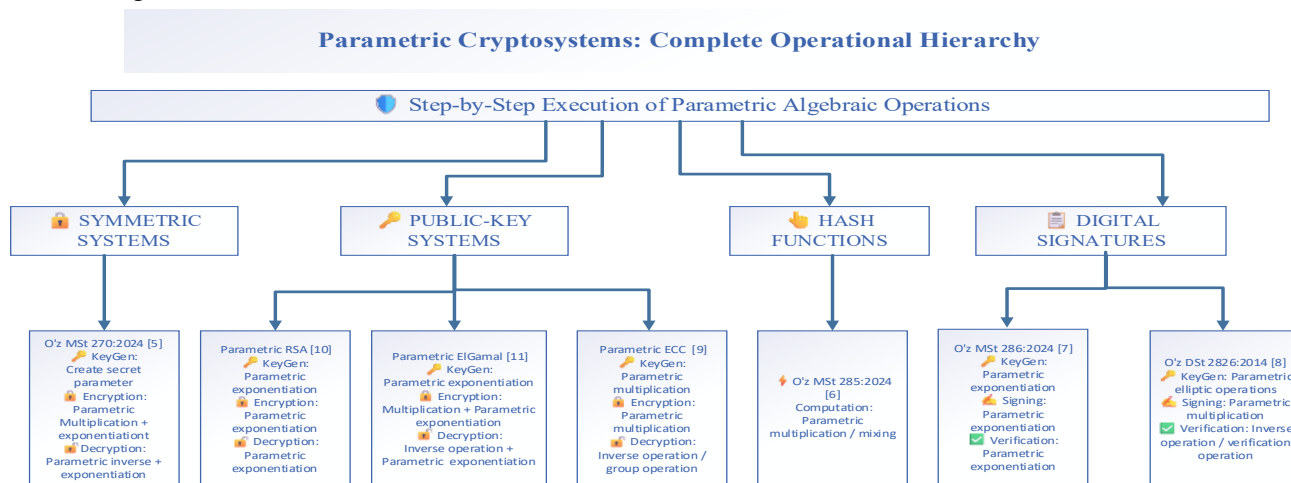 Parametric Cryptosystems: Complete Operational Hierarchy
🛡️ Step-by-Step Execution of Parametric Algebraic Operations
🔒 SYMMETRIC
SYSTEMS
🔑 PUBLIC-KEY
SYSTEMS
👆 HASH
FUNCTIONS
📋 DIGITAL
SIGNATURES
O'z MSt 270:2024 [5]
🔑 KeyGen:
Create secret
parameter
🔒 Encryption:
Parametric
Multiplication +
exponentiationt
🔓 Decryption:
Parametric inverse +
exponentiation
Parametric RSA [10]
🔑 KeyGen:
Parametric
exponentiation
🔒 Encryption:
Parametric
exponentiation
🔓 Decryption:
Parametric
exponentiation
Parametric ElGamal [11]
🔑 KeyGen:
Parametric exponentiation
🔒 Encryption:
Multiplication + Parametric
exponentiation
🔓 Decryption:
Inverse operation +
Parametric exponentiation
Parametric ECC [9]
🔑 KeyGen:
Parametric
multiplication
🔒 Encryption:
Parametric
multiplication
🔓 Decryption:
Inverse operation /
group operation
⚡ O'z MSt 285:2024
[6]
Computation:
Parametric
multiplication / mixing
O'z MSt 286:2024 [7]
🔑 KeyGen:
Parametric
exponentiation
✍️ Signing:
Parametric
exponentiation
✅ Verification:
Parametric
exponentiation
O'z DSt 2826:2014 [8]
🔑 KeyGen: Parametric
elliptic operations
✍️ Signing: Parametric
multiplication
✅ Verification: Inverse
operation / verification
operation